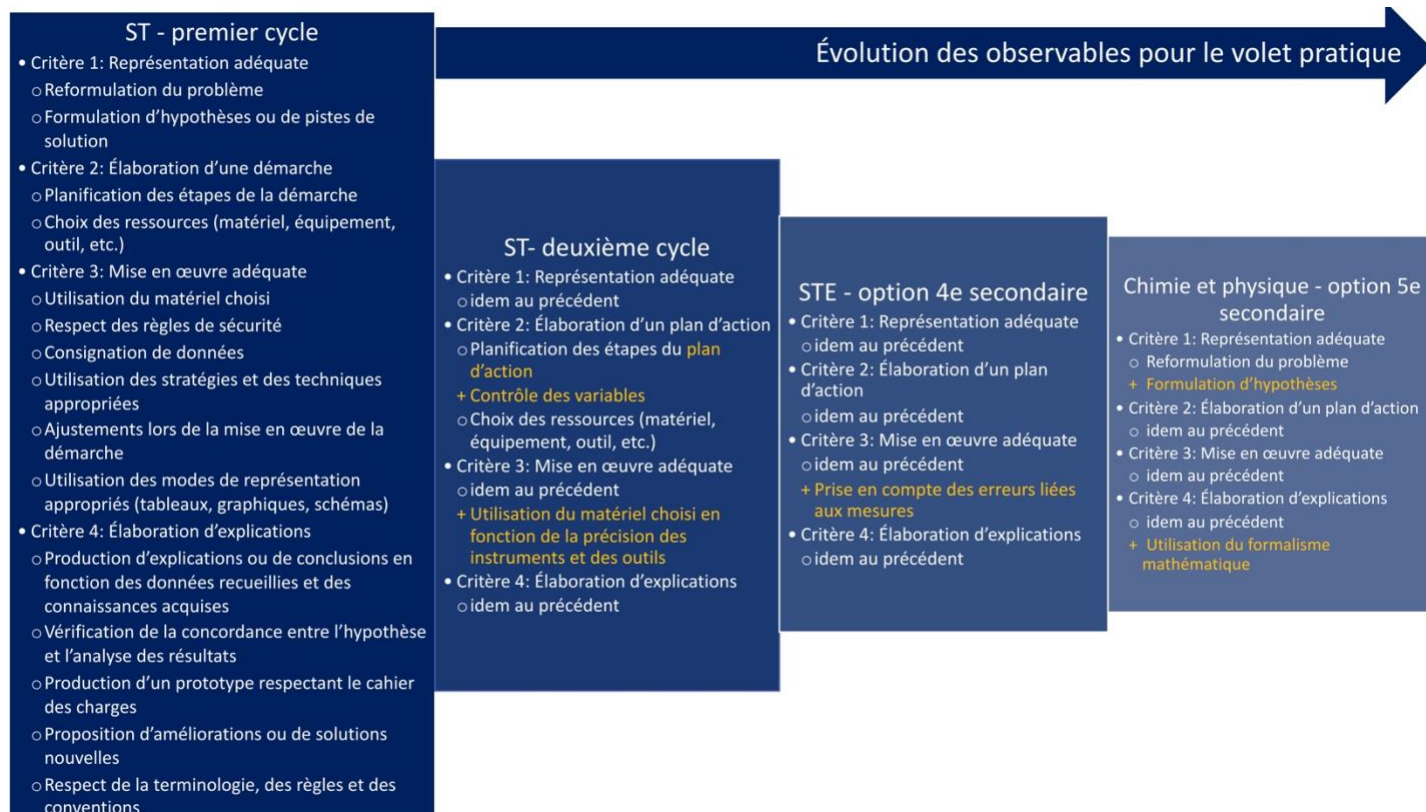 ST - premier cycle
• Critère 1: Représentation adéquate
o Reformulation du problème
o Formulation d'hypothèses ou de pistes de
solution
• Critère 2: Élaboration d'une démarche
o Planification des étapes de la démarche
o Choix des ressources (matériel, équipement,
outil, etc.)
• Critère 3: Mise en œuvre adéquate
o Utilisation du matériel choisi
o Respect des règles de sécurité
o Consignation de données
o Utilisation des stratégies et des techniques
appropriées
o Ajustements lors de la mise en œuvre de la
démarche
o Utilisation des modes de représentation
appropriés (tableaux, graphiques, schémas)
• Critère 4: Élaboration d'explications
o Production d'explications ou de conclusions en
fonction des données recueillies et des
connaissances acquises
o Vérification de la concordance entre l'hypothèse
et l'analyse des résultats
o Production d'un prototype respectant le cahier
des charges
o Proposition d'améliorations ou de solutions
nouvelles
o Respect de la terminologie, des règles et des
conventions
Évolution des observables pour le volet pratique
ST- deuxième cycle
• Critère 1: Représentation adéquate
o idem au précédent
• Critère 2: Élaboration d'un plan d'action
o Planification des étapes du plan
d'action
+ Contrôle des variables
o Choix des ressources (matériel,
équipement, outil, etc.)
• Critère 3: Mise en œuvre adéquate
o idem au précédent
+ Utilisation du matériel choisi en
fonction de la précision des
instruments et des outils
• Critère 4: Élaboration d'explications
o idem au précédent
STE - option 4e secondaire
• Critère 1: Représentation adéquate
o idem au précédent
• Critère 2: Élaboration d'un plan
d'action
o idem au précédent
• Critère 3: Mise en œuvre adéquate
o idem au précédent
+ Prise en compte des erreurs liées
aux mesures
• Critère 4: Élaboration d'explications
o idem au précédent
Chimie et physique - option 5e
secondaire
• Critère 1: Représentation adéquate
o Reformulation du problème
+ Formulation d'hypothèses
• Critère 2: Élaboration d'un plan d'action
o idem au précédent
• Critère 3: Mise en œuvre adéquate
o idem au précédent
• Critère 4: Élaboration d'explications
o idem au précédent
+ Utilisation du formalisme
mathématique